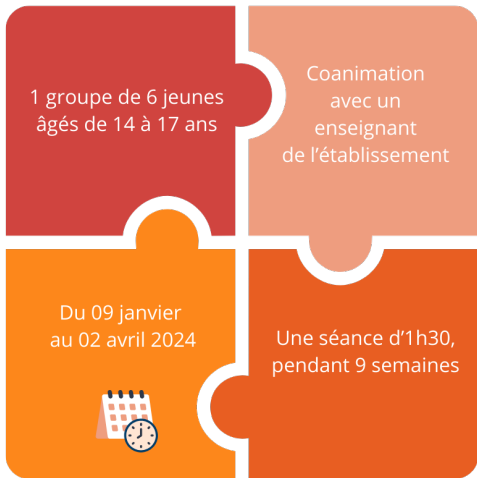 1 groupe de 6 jeunes
âgés de 14 à 17 ans
Coanimation
avec un
enseignant
de l’établissement
Du 09 janvier
au 02 avril 2024
Une séance d’1h30,
pendant 9 semaines